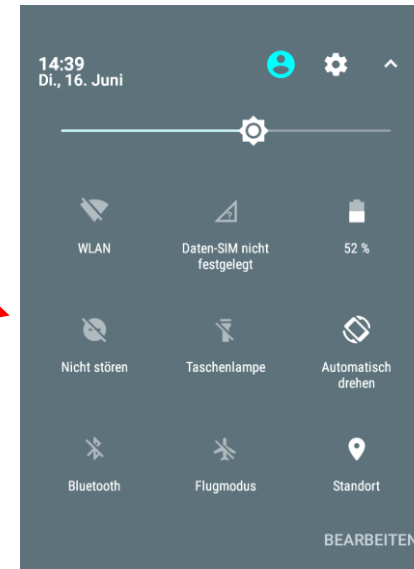 14:39
Di., 16. Juni
WLAN
Daten-SIM nicht
festgelegt
52 %
Nicht stören
Taschenlampe
Automatisch
drehen
Bluetooth
Flugmodus
Standort
BEARBEITEN